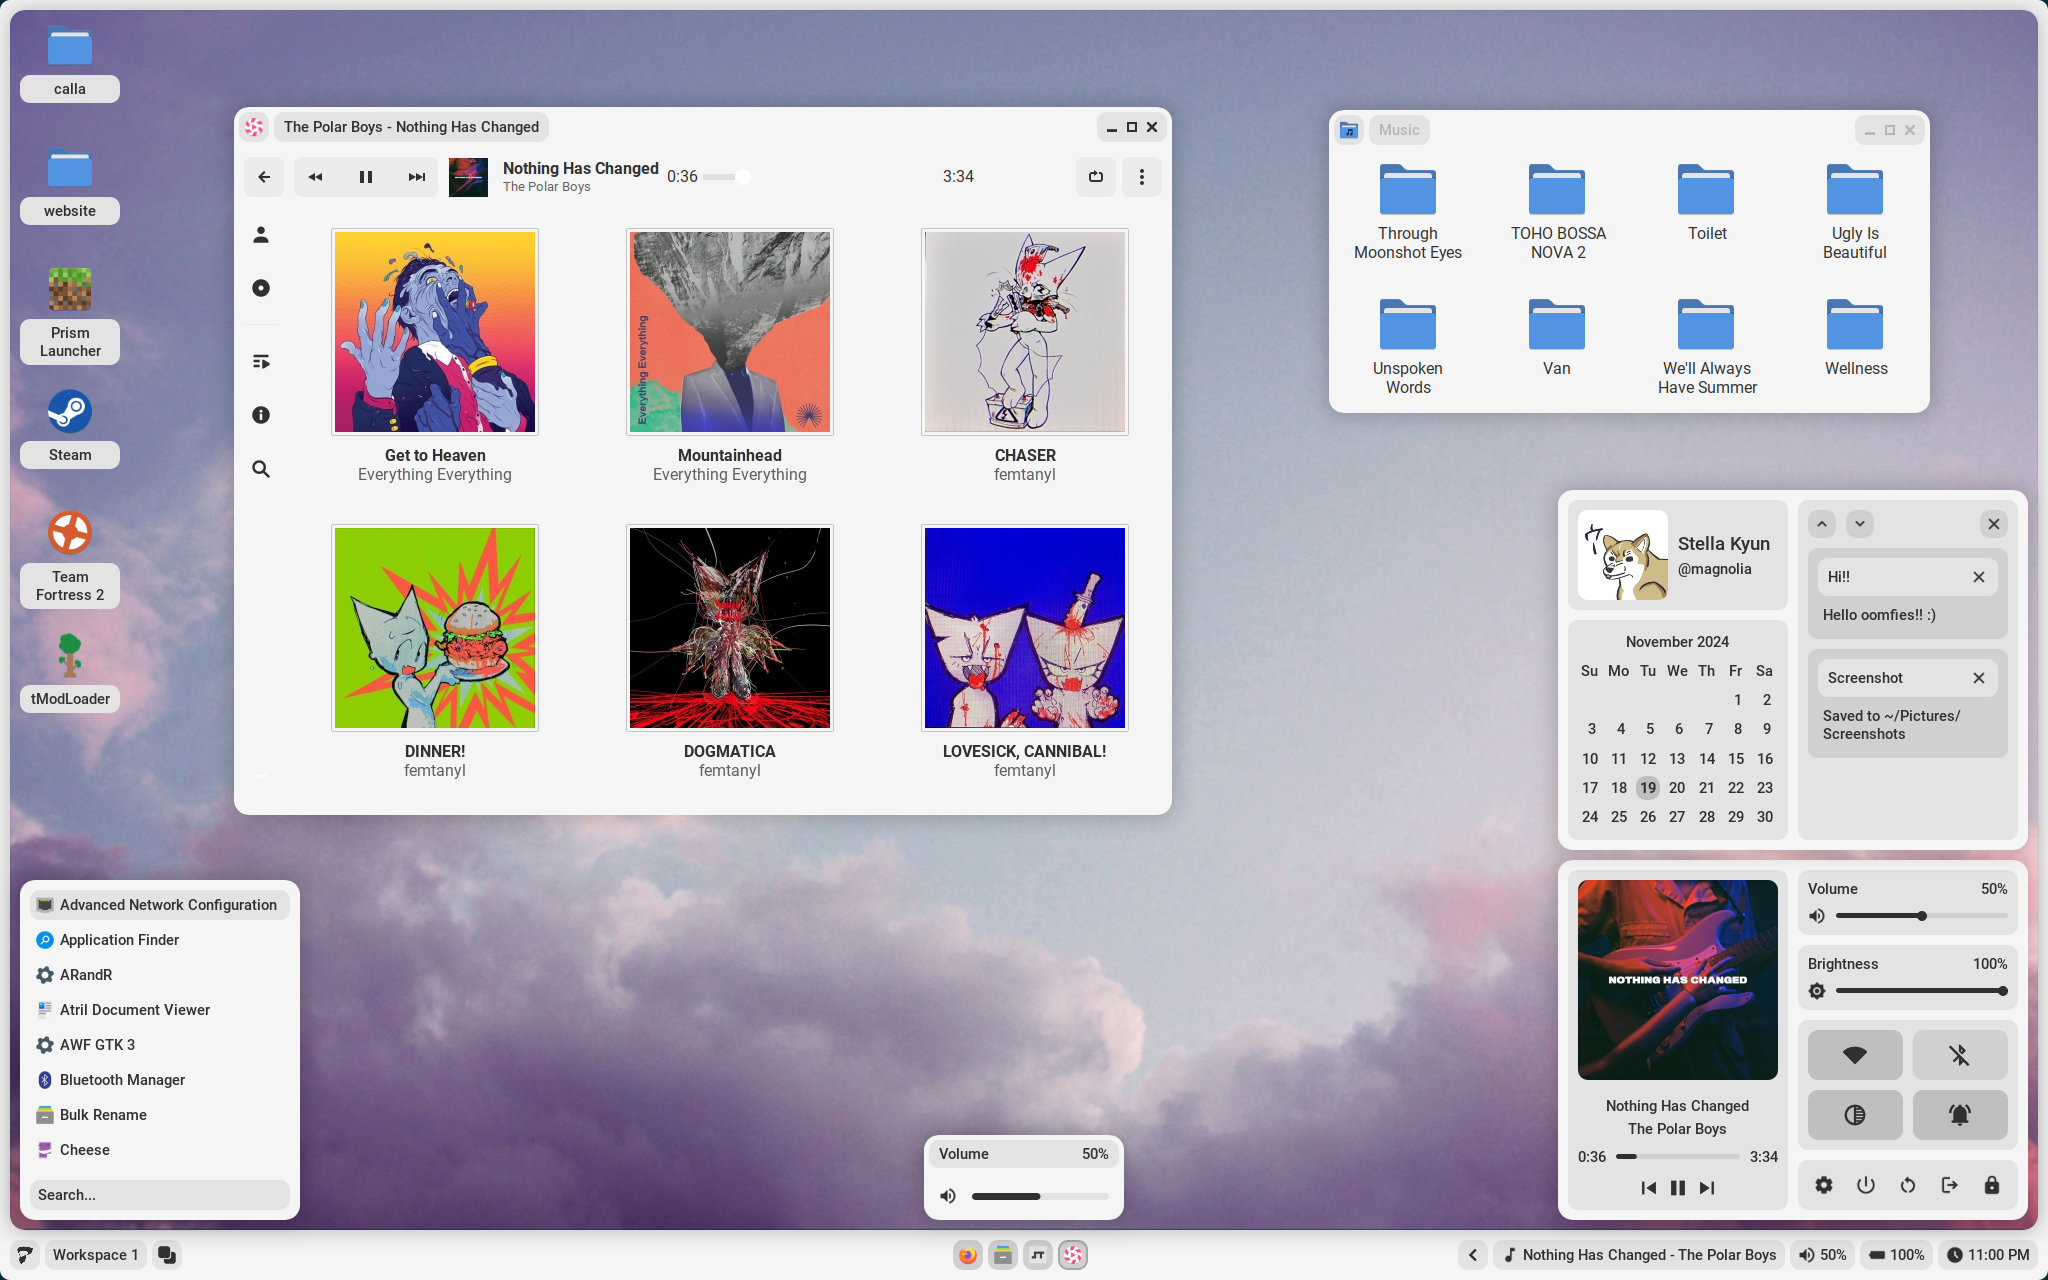 calla
website
Prism
Launcher
Steam
Team
Fortress 2
tModLoader
The Polar Boys - Nothing Has Changed
Nothing Has Changed
The Polar Boys
0:36
3:34
Everything Everything
Get to Heaven
Everything Everything
Mountainhead
Everything Everything
CHASER
femtanyl
DINNER!
femtanyl
DOGMATICA
femtanyl
LOVESICK, CANNIBAL!
femtanyl
Music
Through
Moonshot Eyes
TOHO BOSSA
NOVA 2
Toilet
Ugly Is
Beautiful
Unspoken
Words
Van
We'll Always
Have Summer
Wellness
Stella Kyun
@magnolia
November 2024
Su Mo Tu We Th Fr Sa
1 2
3 4 5 6 7 8 9
10 11 12 13 14 15 16
17 18 19 20 21 22 23
24 25 26 27 28 29 30
Hi!!
Hello oomfies!! :)
Screenshot
Saved to ~/Pictures/
Screenshots
NOTHING HAS CHANGED
Nothing Has Changed
The Polar Boys
0:36
3:34
Volume 50%
Brightness 100%
Advanced Network Configuration
Application Finder
ARandR
Atril Document Viewer
AWF GTK 3
Bluetooth Manager
Bulk Rename
Cheese
Search...
Volume 50%
Workspace 1
Nothing Has Changed - The Polar Boys
50%
100%
11:00 PM